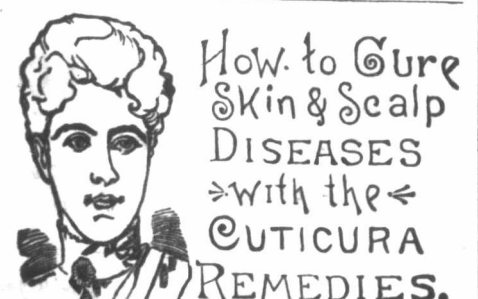 How to Cure
Skin & Scalp
DISEASES
with the
CUTICURA
REMEDIES.